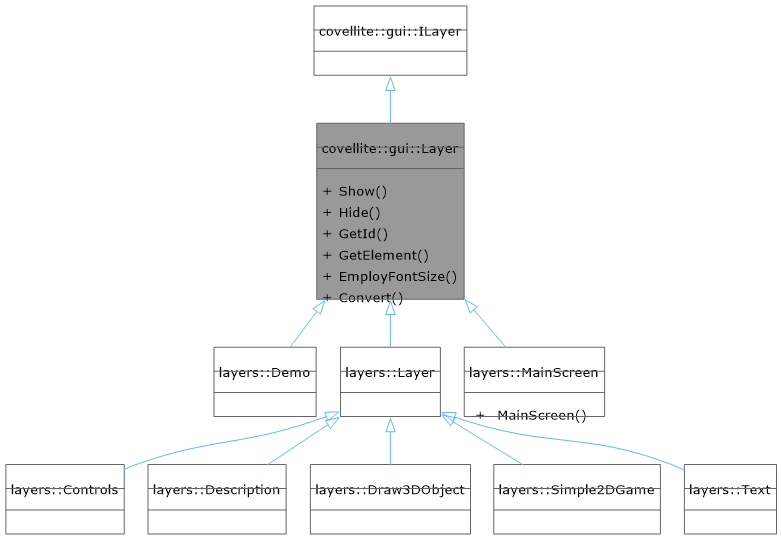 covellite::gui::ILayer
covellite::gui::Layer
+ Show()
+ Hide()
+ GetId()
+ GetElement()
+ EmployFontSize()
+ Convert()
layers::Demo
layers::Layer
layers::MainScreen
+ MainScreen()
layers::Controls
layers::Description
layers::Draw3DObject
layers::Simple2DGame
layers::Text